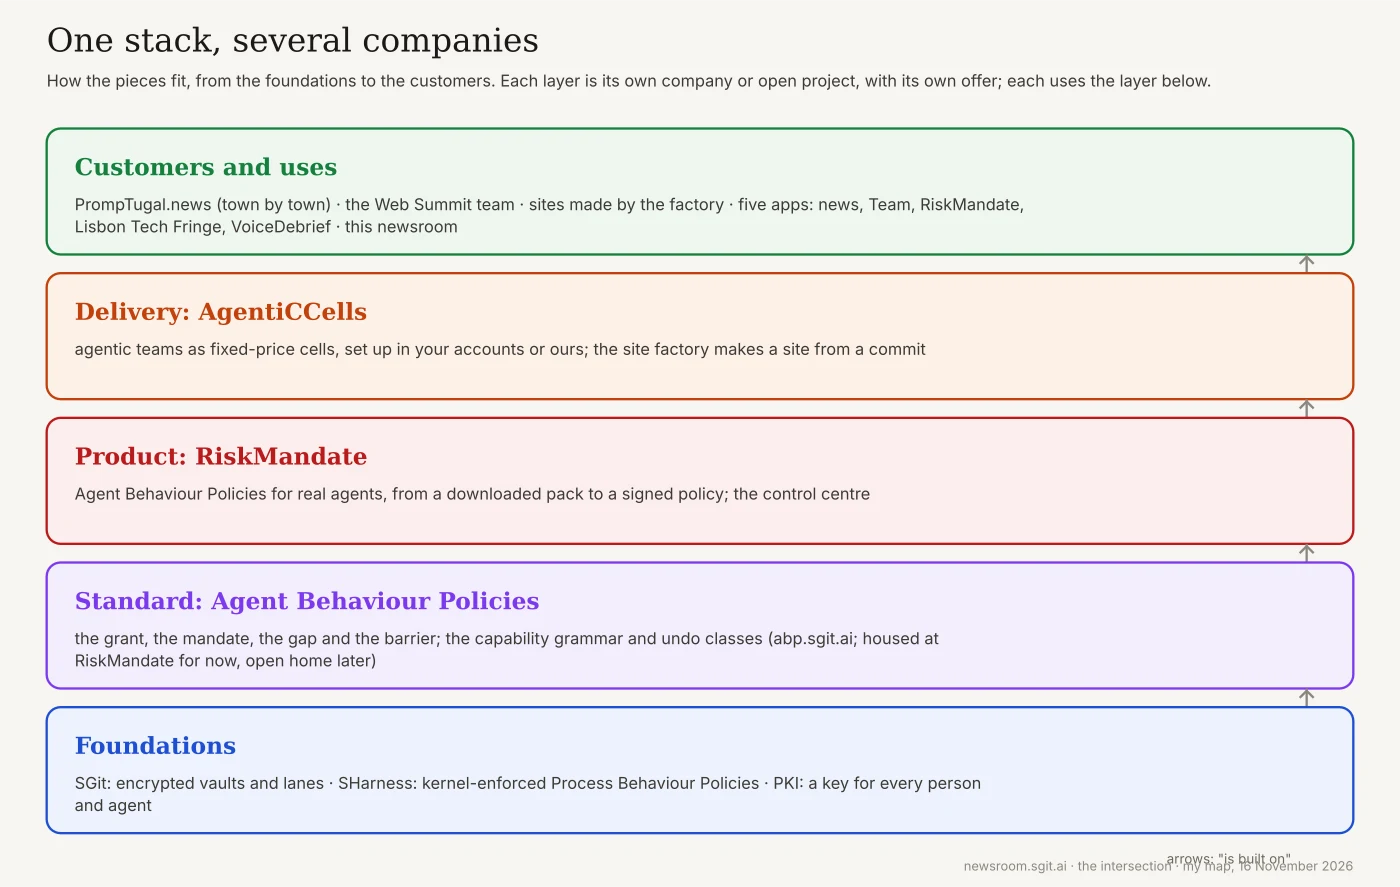 One stack, several companies
How the pieces fit, from the foundations to the customers. Each layer is its own company or open project, with its own offer; each uses the layer below.
Customers and uses
PrompTugal.news (town by town) · the Web Summit team · sites made by the factory · five apps: news, Team, RiskMandate,
Lisbon Tech Fringe, VoiceDebrief · this newsroom
Delivery: AgentiCCells
agentic teams as fixed-price cells, set up in your accounts or ours; the site factory makes a site from a commit
Product: RiskMandate
Agent Behaviour Policies for real agents, from a downloaded pack to a signed policy; the control centre
Standard: Agent Behaviour Policies
the grant, the mandate, the gap and the barrier; the capability grammar and undo classes (abp.sgit.ai; housed at
RiskMandate for now, open home later)
Foundations
SGit: encrypted vaults and lanes · SHarness: kernel-enforced Process Behaviour Policies · PKI: a key for every person
and agent
arrows: "is built on"
newsroom.sgit.ai · the intersection · my map, 16 November 2026